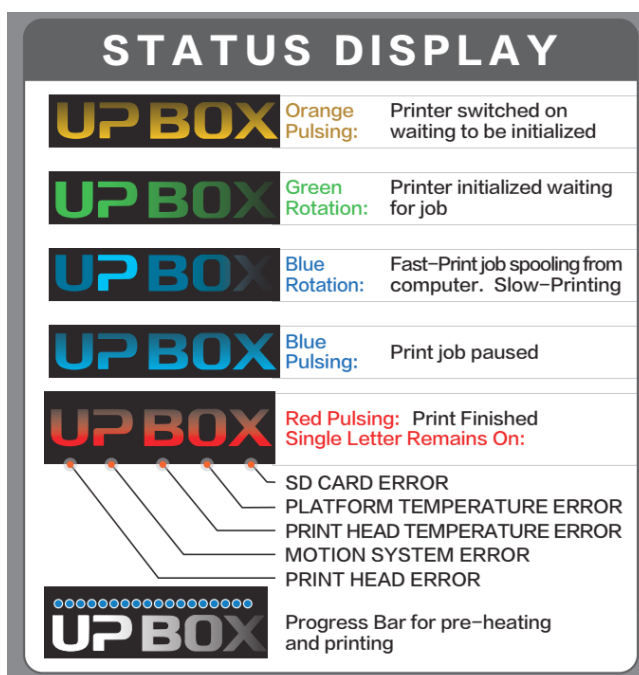 STATUS DISPLAY
UP BOX
Orange
Pulsing:
Printer switched on
waiting to be initialized
UP BOX
Green
Rotation:
Printer initialized waiting
for job
UP BOX
Blue
Rotation:
Fast-Print job spooling from
computer. Slow-Printing
UP BOX
Blue
Pulsing:
Print job paused
UP BOX
Red Pulsing: Print Finished
Single Letter Remains On:
SD CARD ERROR
PLATFORM TEMPERATURE ERROR
PRINT HEAD TEMPERATURE ERROR
MOTION SYSTEM ERROR
PRINT HEAD ERROR
UP BOX
Progress Bar for pre-heating
and printing